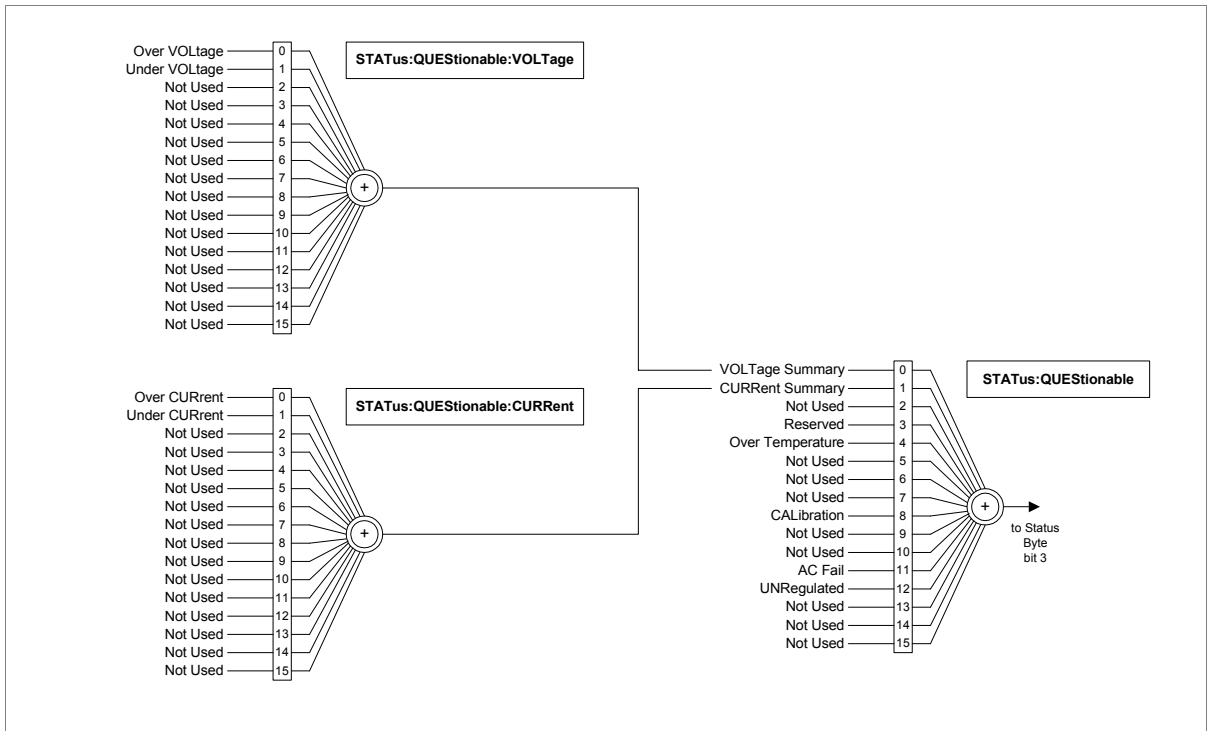 Over VOLtage 0
Under VOLtage 1
Not Used 2
Not Used 3
Not Used 4
Not Used 5
Not Used 6
Not Used 7
Not Used 8
Not Used 9
Not Used 10
Not Used 11
Not Used 12
Not Used 13
Not Used 14
Not Used 15
+
STATus:QUEStionable:VOLTage
Over CURrent 0
Under CURrent 1
Not Used 2
Not Used 3
Not Used 4
Not Used 5
Not Used 6
Not Used 7
Not Used 8
Not Used 9
Not Used 10
Not Used 11
Not Used 12
Not Used 13
Not Used 14
Not Used 15
+
STATus:QUEStionable:CURRent
VOLTage Summary 0
CURRent Summary 1
Not Used 2
Reserved 3
Over Temperature 4
Not Used 5
Not Used 6
Not Used 7
CALibration 8
Not Used 9
Not Used 10
AC Fail 11
UNRegulated 12
Not Used 13
Not Used 14
Not Used 15
+
STATus:QUEStionable
to Status
Byte
bit 3